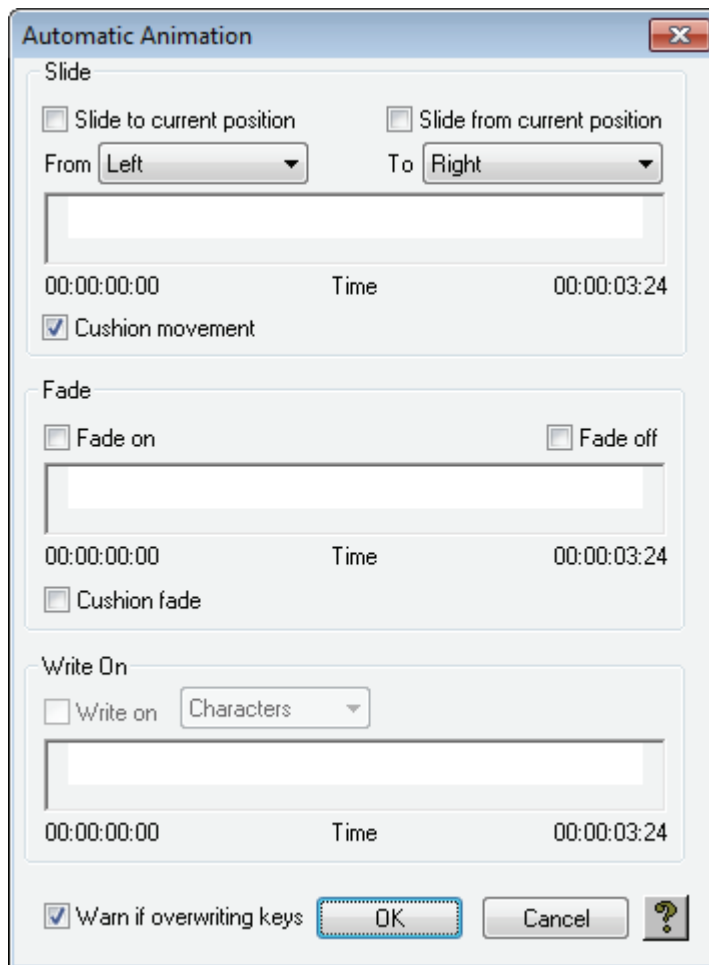 Automatic Animation
Slide
Slide to current position Slide from current position
From Left To Right
00:00:00:00 Time 00:00:03:24
Cushion movement
Fade
Fade on Fade off
00:00:00:00 Time 00:00:03:24
Cushion fade
Write On
Write on Characters
00:00:00:00 Time 00:00:03:24
Warn if overwriting keys OK Cancel ?